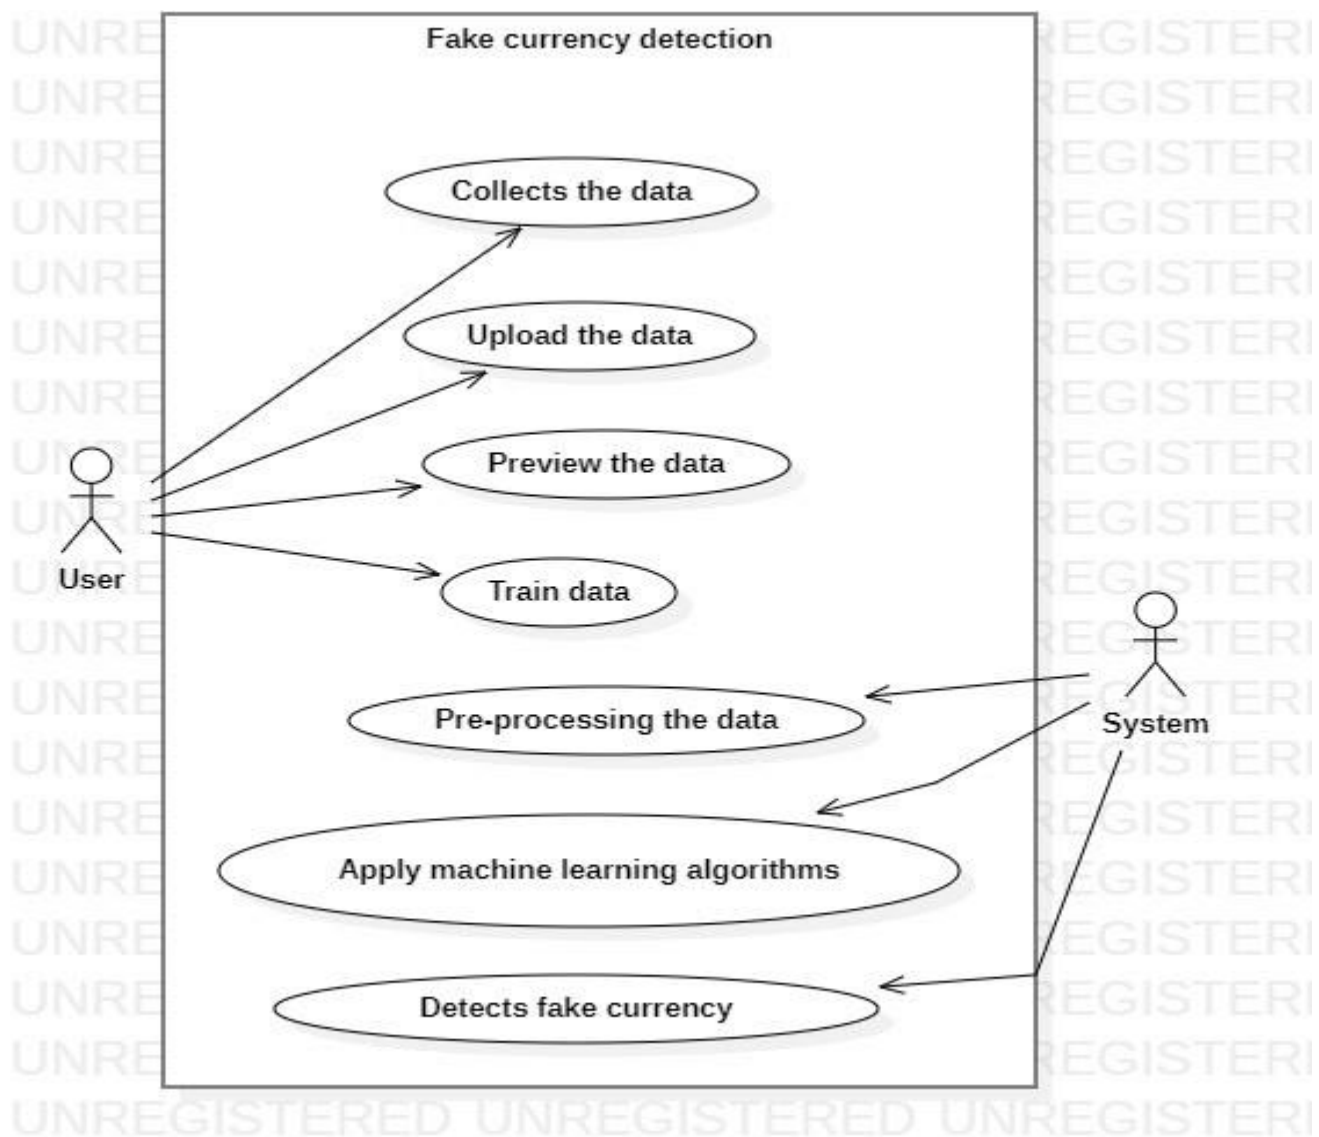 Fake currency detection
Collects the data
Upload the data
Preview the data
Train data
User
Pre-processing the data
System
Apply machine learning algorithms
Detects fake currency
UNREGISTERED UNREGISTERED UNREGISTERED